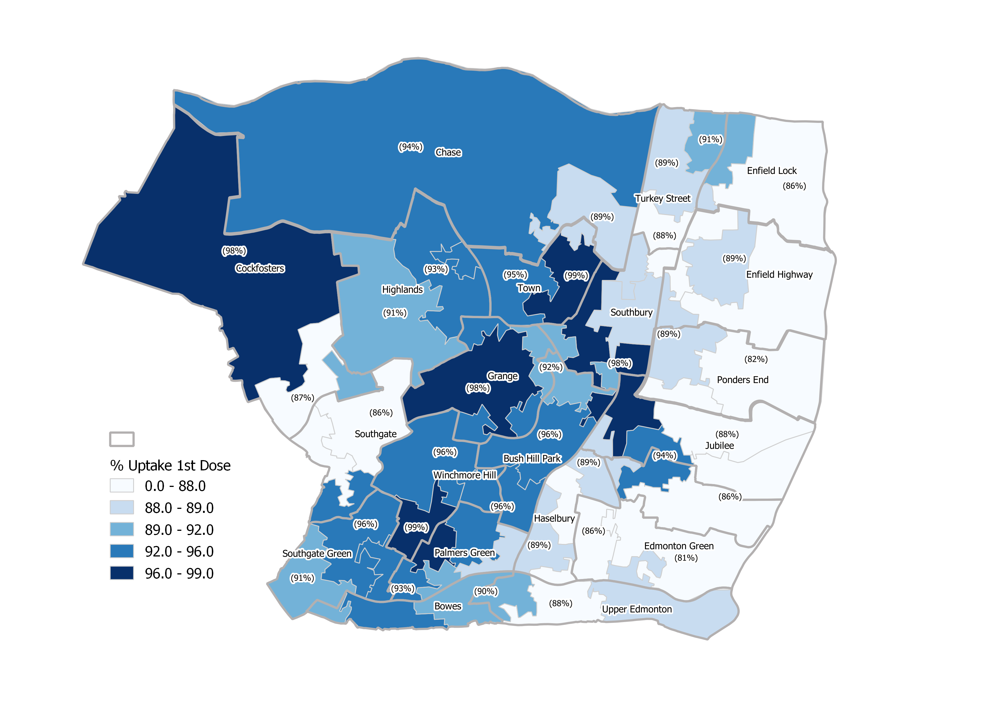 (91%)
(94%)
Chase
(89%)
Enfield Lock
(86%)
Turkey Street
(89%)
(88%)
(98%)
Cockfosters
(89%)
(93%)
(95%)
(99%)
Enfield Highway
Highlands
Town
(91%)
Southbury
(89%)
(82%)
(98%)
(92%)
Grange
Ponders End
(98%)
(87%)
(86%)
Southgate
(96%)
(88%)
Jubilee
(96%)
(94%)
Bush Hill Park
(89%)
% Uptake 1st Dose
Winchmore Hill
0.0 - 88.0
(86%)
88.0 - 89.0
(96%)
Haselbury
(96%)
(99%)
(86%)
89.0 - 92.0
(89%)
Edmonton Green
Southgate Green
Palmers Green
(81%)
92.0 - 96.0
96.0 - 99.0
(91%)
(93%)
(90%)
(88%)
Bowes
Upper Edmonton